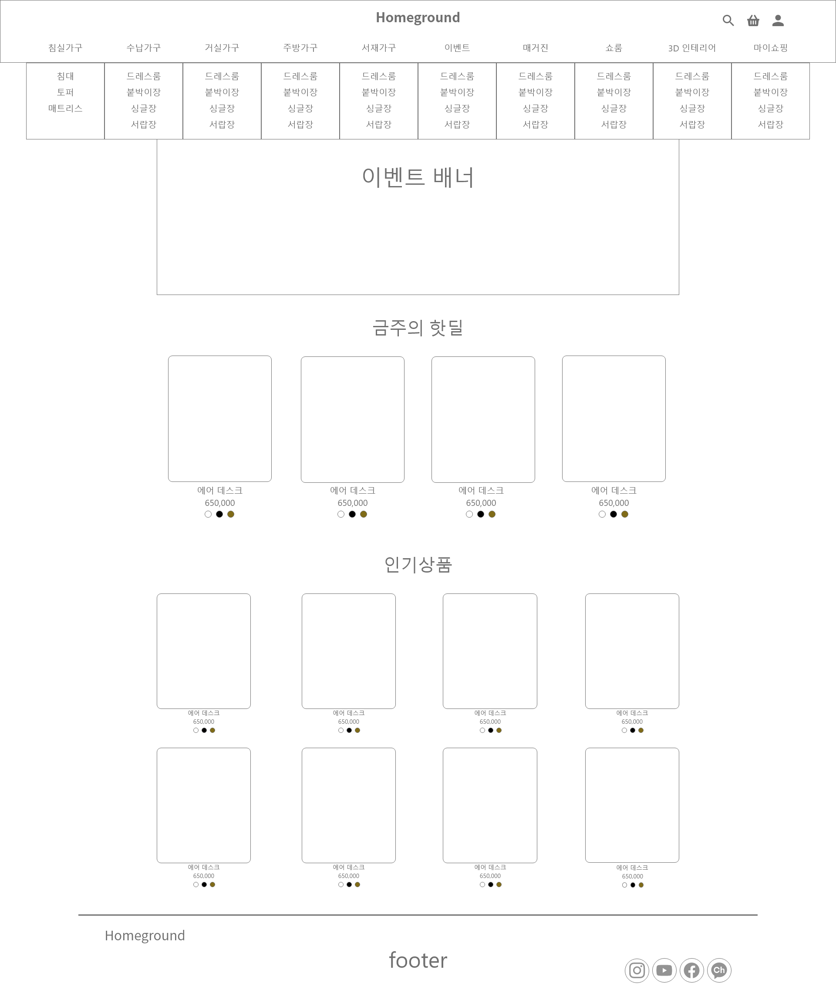 Homeground
침실가구 수납가구 거실가구 주방가구 서재가구 이벤트 매거진 쇼룸 3D 인테리어 마이쇼핑
침대 드레스룸 드레스룸 드레스룸 드레스룸 드레스룸 드레스룸 드레스룸 드레스룸 드레스룸
토퍼 붙박이장 붙박이장 붙박이장 붙박이장 붙박이장 붙박이장 붙박이장 붙박이장 붙박이장
매트리스 싱글장 싱글장 싱글장 싱글장 싱글장 싱글장 싱글장 싱글장 싱글장
서랍장 서랍장 서랍장 서랍장 서랍장 서랍장 서랍장 서랍장 서랍장
이벤트 배너
금주의 핫딜
에어 데스크 에어 데스크 에어 데스크 에어 데스크
650,000 650,000 650,000 650,000
인기상품
에어 데스크 에어 데스크 에어 데스크 에어 데스크
650,000 650,000 650,000 650,000
에어 데스크 에어 데스크 에어 데스크 에어 데스크
650,000 650,000 650,000 650,000
Homeground
footer
Ch